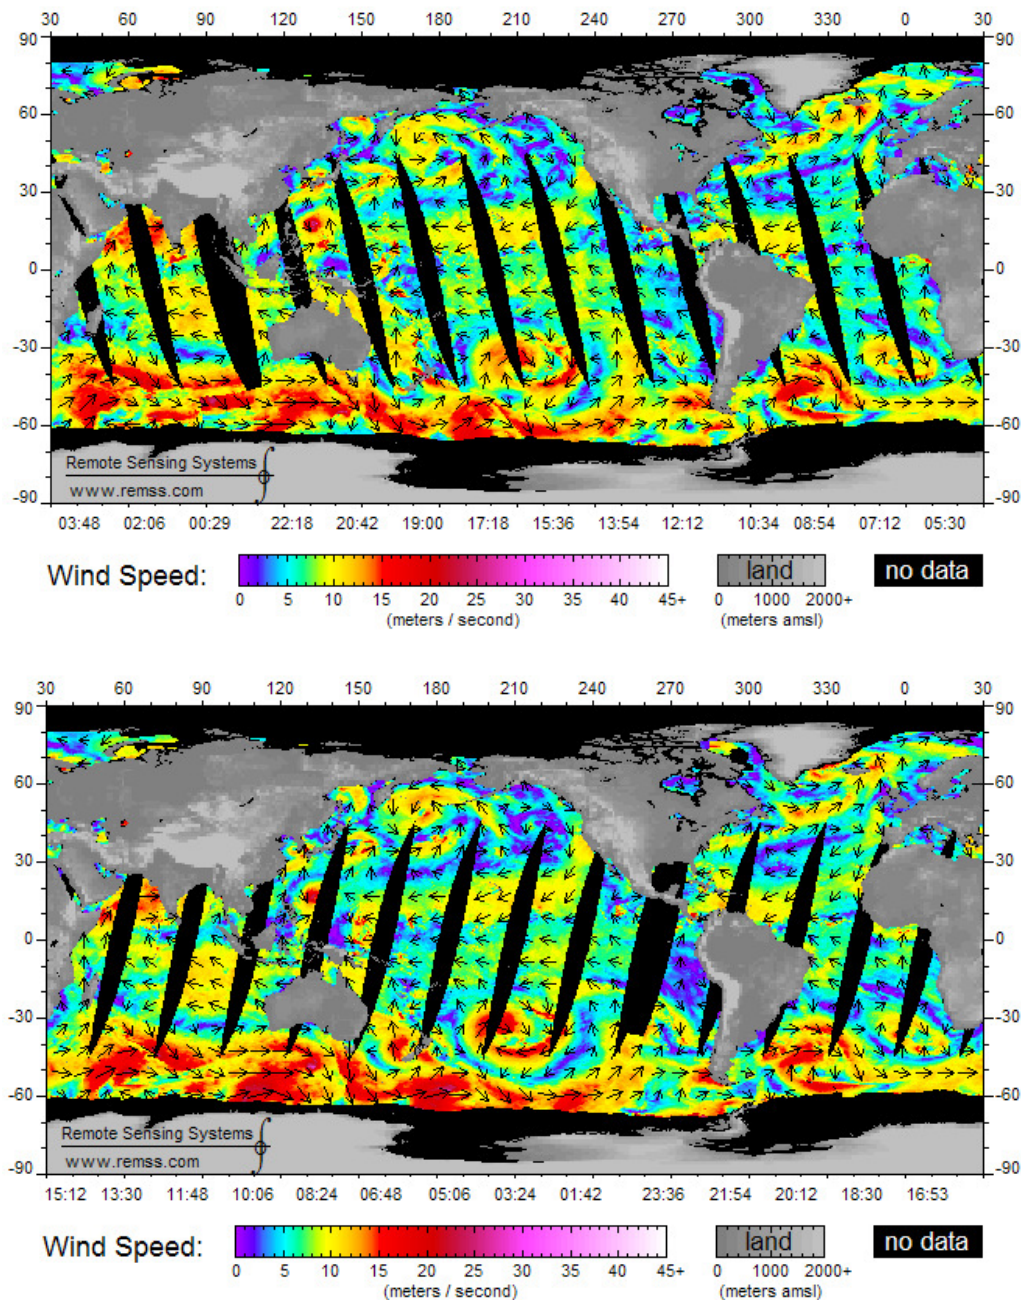 30 60 90 120 150 180 210 240 270 300 330 0 30
90 90
60 60
30 30
0 0
-30 -30
-60 -60
Remote Sensing Systems
www.remss.com
-90 -90
03:48 02:06 00:29 22:18 20:42 19:00 17:18 15:36 13:54 12:12 10:34 08:54 07:12 05:30
Wind Speed: land no data
0 5 10 15 20 25 30 35 40 45+ 0 1000 2000+
(meters / second) (meters amsl)
30 60 90 120 150 180 210 240 270 300 330 0 30
90 90
60 60
30 30
0 0
-30 -30
-60 -60
Remote Sensing Systems
www.remss.com
-90 -90
15:12 13:30 11:48 10:06 08:24 06:48 05:06 03:24 01:42 23:36 21:54 20:12 18:30 16:53
Wind Speed: land no data
0 5 10 15 20 25 30 35 40 45+ 0 1000 2000+
(meters / second) (meters amsl)